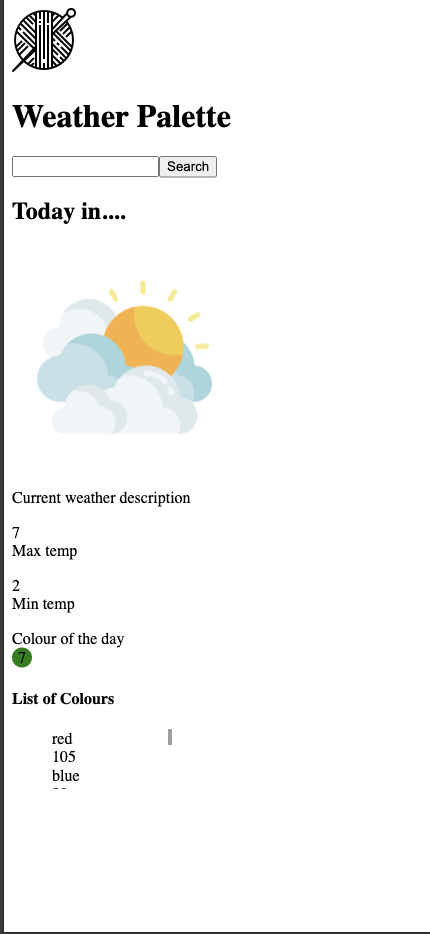 Weather Palette
Search
Today in....
Current weather description
7
Max temp
2
Min temp
Colour of the day
7
List of Colours
red
105
blue